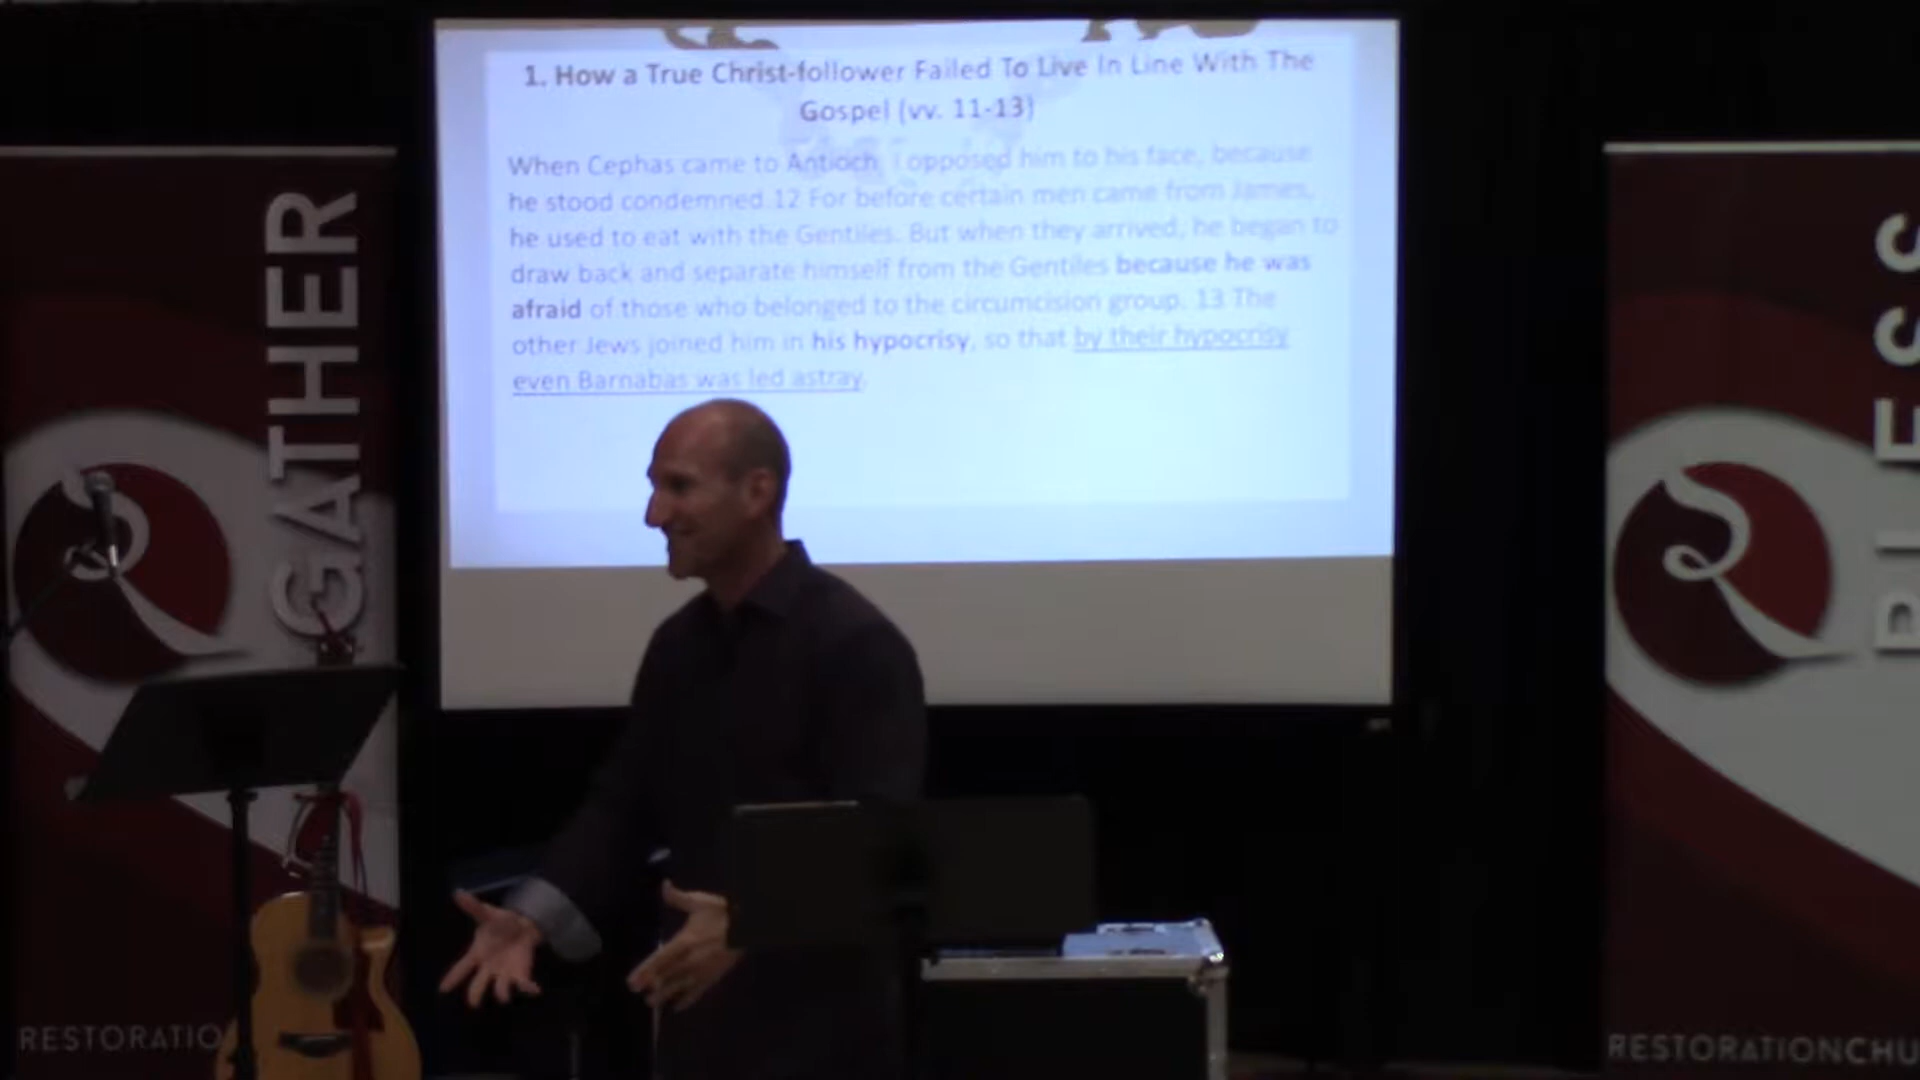 1. How a True Christ-follower Failed To Live In Line With The
Gospel (vv. 11-13)
When Cephas came to Antioch, I opposed him to his face, because
he stood condemned. 12 For before certain men came from James,
he used to eat with the Gentiles. But when they arrived, he began to
draw back and separate himself from the Gentiles because he was
afraid of those who belonged to the circumcision group. 13 The
other Jews joined him in his hypocrisy, so that by their hypocrisy
even Barnabas was led astray.
GATHER
RESTORATIO
BLESS
RESTORATIONCHU